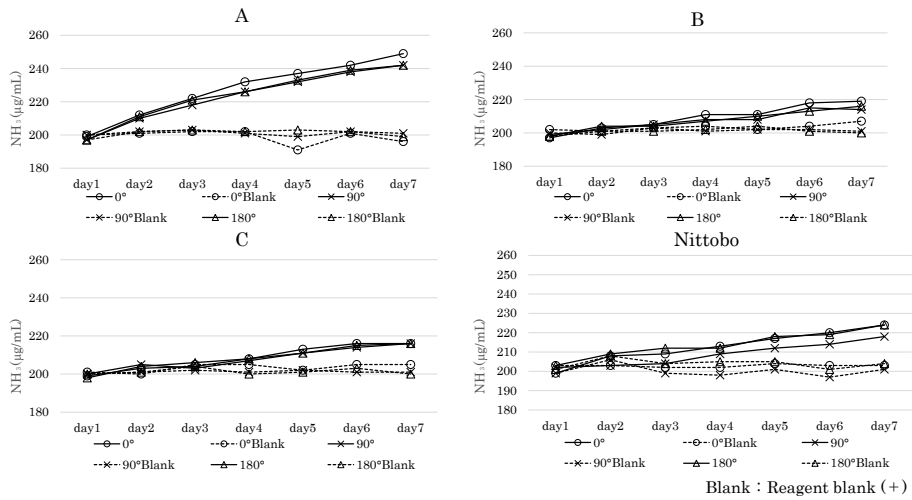 A
NH₃(μg/mL)
260
240
220
200
180
day1 day2 day3 day4 day5 day6 day7
0° 0°Blank 90°
90°Blank 180° 180°Blank
B
NH₃(μg/mL)
260
240
220
200
180
day1 day2 day3 day4 day5 day6 day7
0° 0°Blank 90°
90°Blank 180° 180°Blank
C
NH₃(μg/mL)
260
240
220
200
180
day1 day2 day3 day4 day5 day6 day7
0° 0°Blank 90°
90°Blank 180° 180°Blank
Nittobo
NH₃(μg/mL)
260
250
240
230
220
210
200
190
180
day1 day2 day3 day4 day5 day6 day7
0° 0°Blank 90°
90°Blank 180° 180°Blank
Blank：Reagent blank (+)